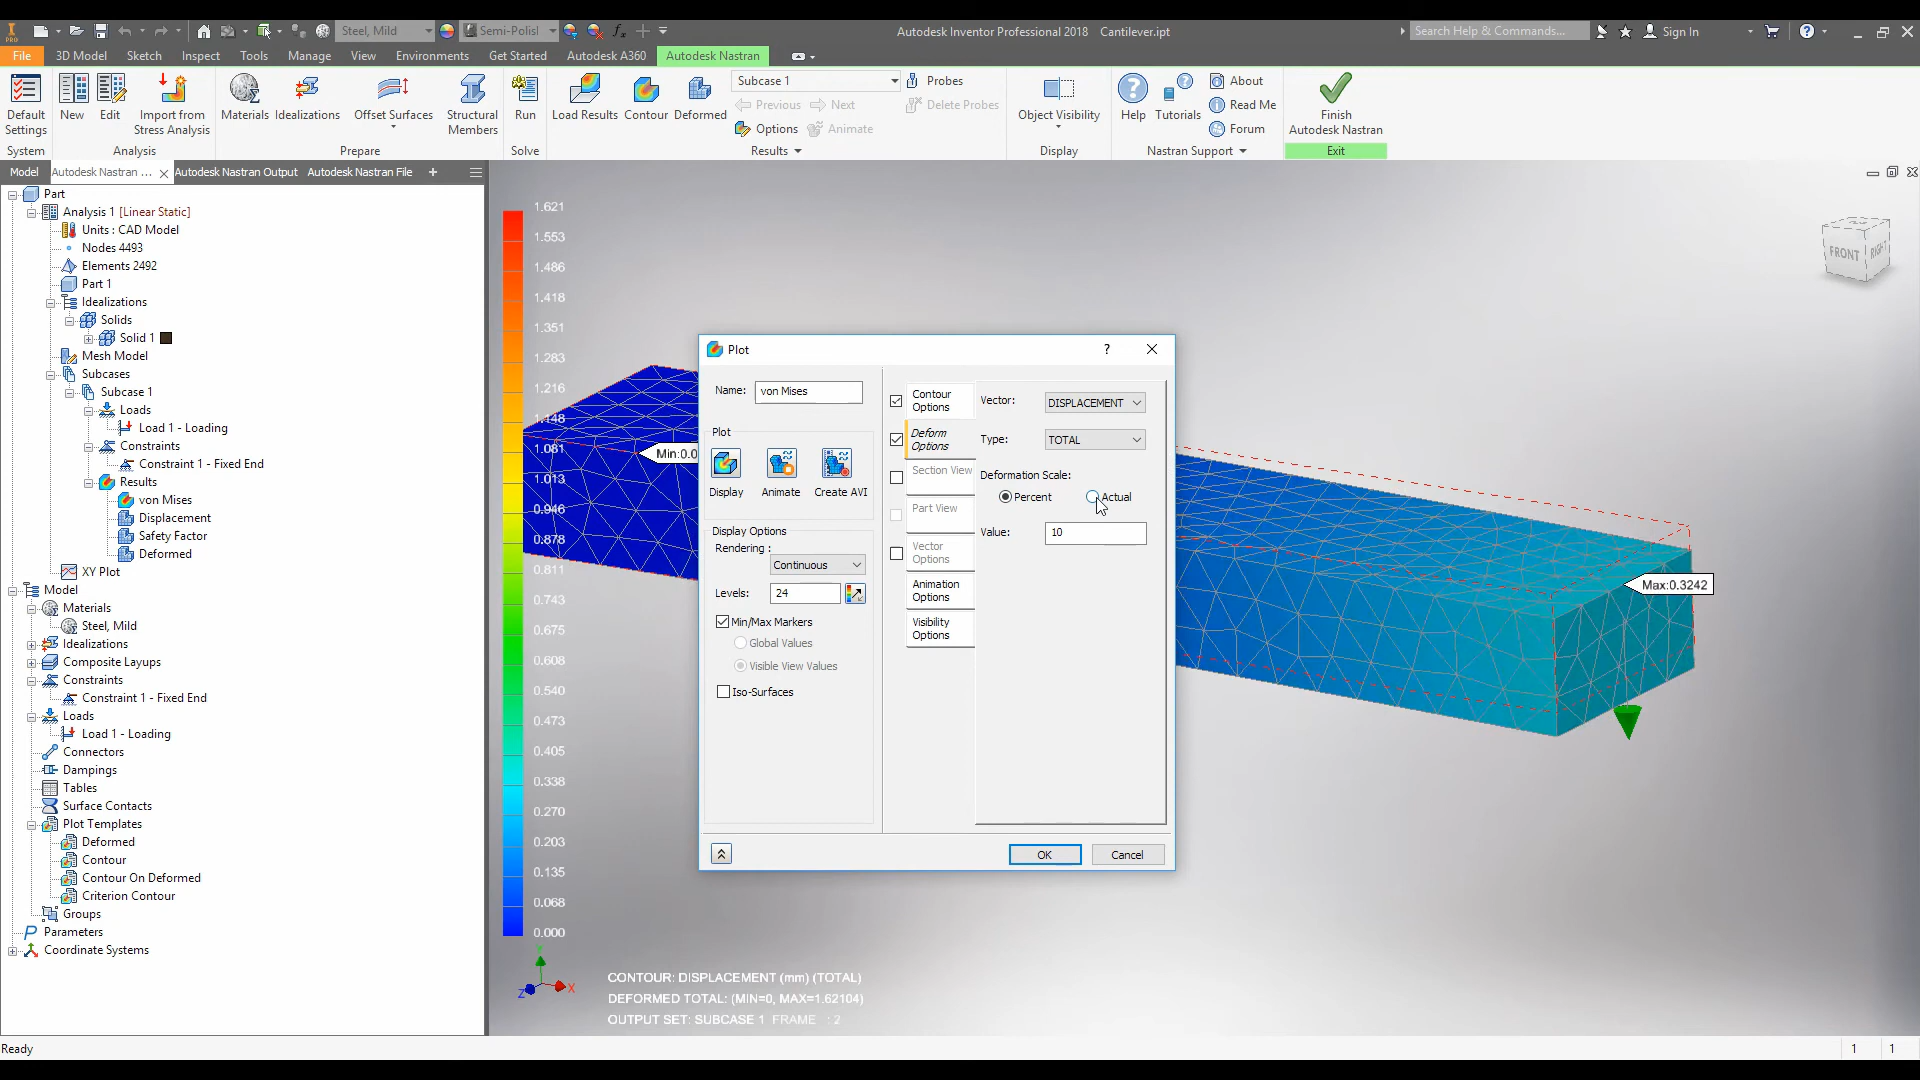 Steel, Mild
Semi-Polisl
Autodesk Inventor Professional 2018 Cantilever.ipt
Search Help & Commands...
Sign In
File 3D Model Sketch Inspect Tools Manage View Environments Get Started Autodesk A360 Autodesk Nastran
Default Settings
System
New
Edit
Import from Stress Analysis
Analysis
Materials
Idealizations
Offset Surfaces
Structural Members
Prepare
Run
Solve
Load Results
Contour
Deformed
Subcase 1
Previous
Next
Options
Animate
Probes
Delete Probes
Results
Object Visibility
Display
Help
Tutorials
About
Read Me
Forum
Nastran Support
Finish Autodesk Nastran
Exit
Model
Autodesk Nastran ...
Autodesk Nastran Output
Autodesk Nastran File
Part
Analysis 1 [Linear Static]
Units : CAD Model
Nodes 4493
Elements 2492
Part 1
Idealizations
Solids
Solid 1
Mesh Model
Subcases
Subcase 1
Loads
Load 1 - Loading
Constraints
Constraint 1 - Fixed End
Results
von Mises
Displacement
Safety Factor
Deformed
XY Plot
Model
Materials
Steel, Mild
Idealizations
Composite Layups
Constraints
Constraint 1 - Fixed End
Loads
Load 1 - Loading
Connectors
Dampings
Tables
Surface Contacts
Plot Templates
Deformed
Contour
Contour On Deformed
Criterion Contour
Groups
Parameters
Coordinate Systems
1.621
1.553
1.486
1.418
1.351
1.283
1.216
1.148
1.081
1.013
0.946
0.878
0.811
0.743
0.675
0.608
0.540
0.473
0.405
0.338
0.270
0.203
0.135
0.068
0.000
Min:0.0
Plot
?
Name: von Mises
Plot
Display
Animate
Create AVI
Display Options
Rendering :
Continuous
Levels: 24
Min/Max Markers
Global Values
Visible View Values
Iso-Surfaces
Contour Options
Deform Options
Section View
Part View
Vector Options
Animation Options
Visibility Options
Vector: DISPLACEMENT
Type: TOTAL
Deformation Scale:
Percent
Actual
Value: 10
OK
Cancel
Max:0.3242
FRONT
RIGHT
Y
Z
X
CONTOUR: DISPLACEMENT (mm) (TOTAL)
DEFORMED TOTAL: (MIN=0, MAX=1.62104)
OUTPUT SET: SUBCASE 1 FRAME : 2
Ready
1
1